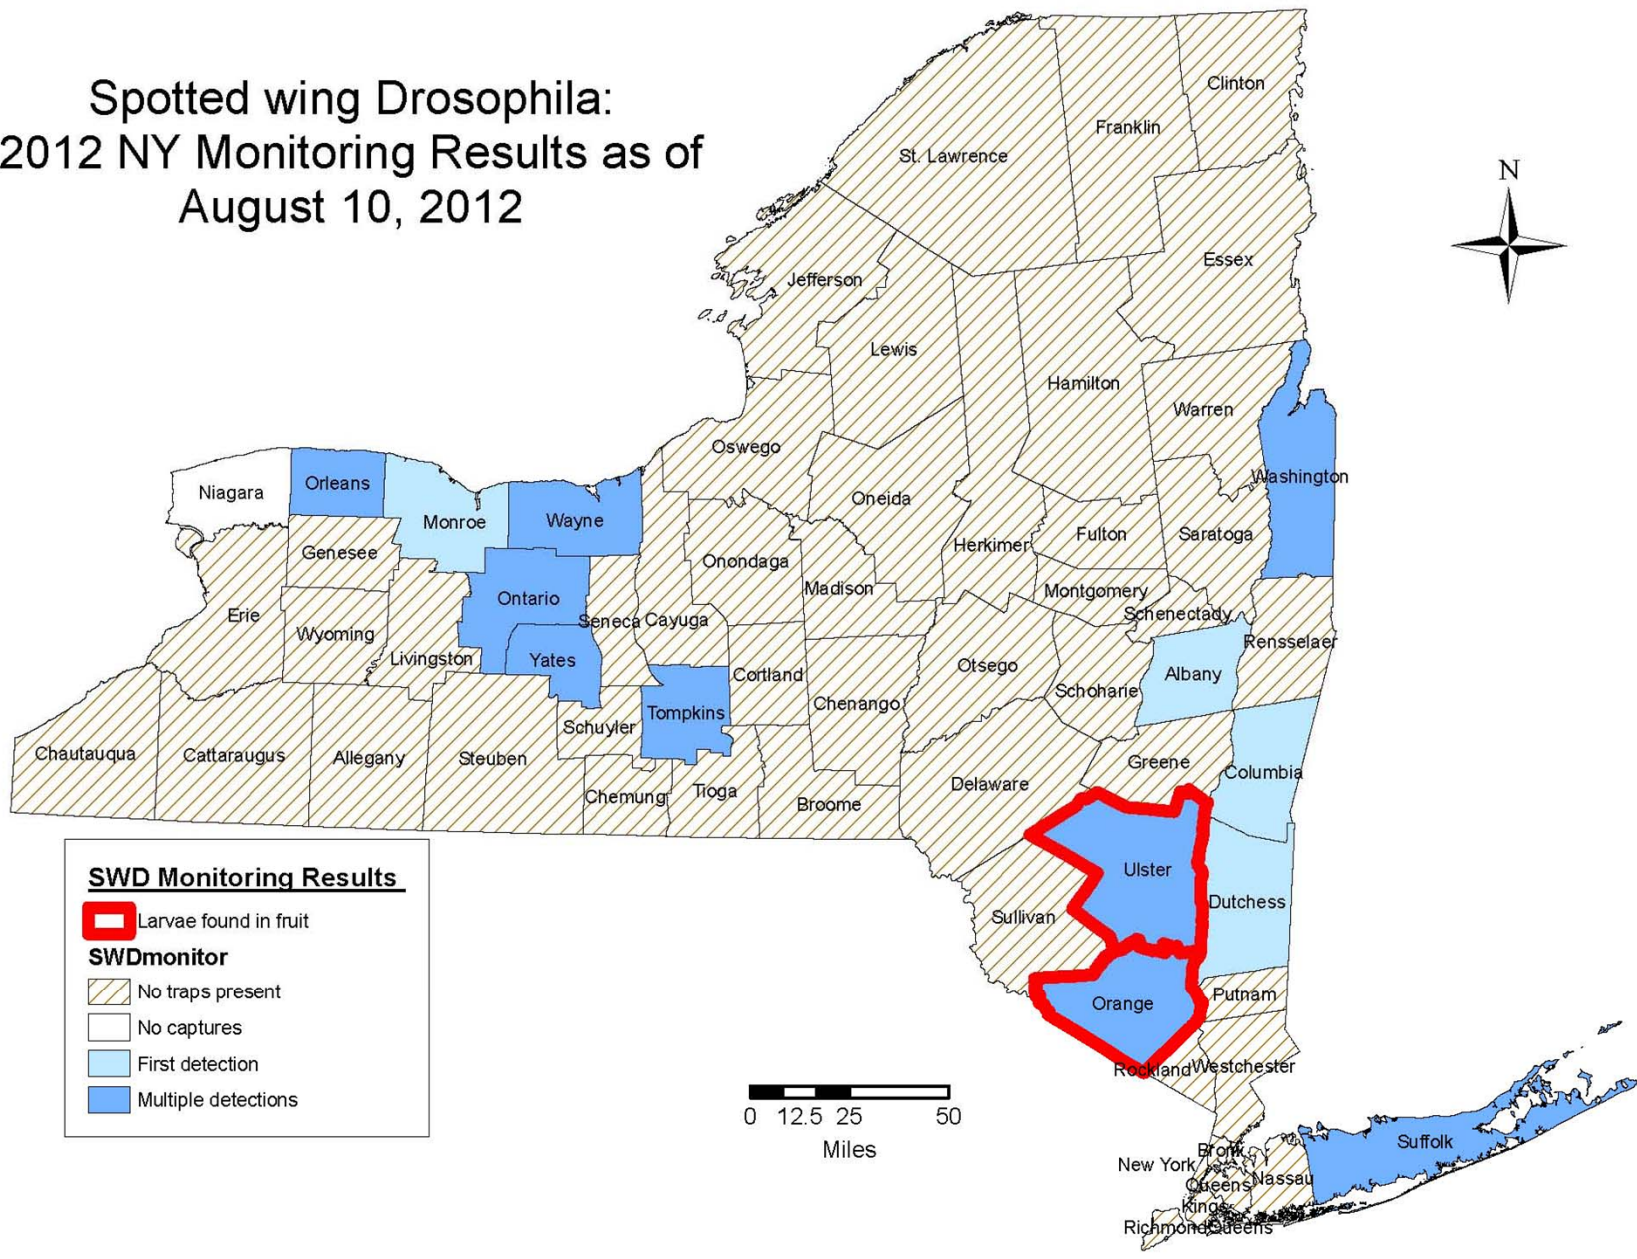 Spotted wing Drosophila:
2012 NY Monitoring Results as of
August 10, 2012
N
Clinton
Franklin
St. Lawrence
Essex
Jefferson
Lewis
Hamilton
Warren
Oswego
Washington
Orleans
Niagara
Oneida
Monroe
Wayne
Fulton
Saratoga
Herkimer
Genesee
Onondaga
Madison
Montgomery
Ontario
Schenectady
Erie
Seneca
Cayuga
Wyoming
Rensselaer
Livingston
Yates
Otsego
Cortland
Albany
Schoharie
Chenango
Tompkins
Schuyler
Chautauqua
Cattaraugus
Allegany
Steuben
Greene
Columbia
Delaware
Tioga
Chemung
Broome
Ulster
Dutchess
Sullivan
Putnam
Orange
Rockland
Westchester
Suffolk
Bronx
New York
Nassau
Queens
Kings
Richmond
Queens
SWD Monitoring Results
Larvae found in fruit
SWDmonitor
No traps present
No captures
First detection
Multiple detections
0 12.5 25 50
Miles